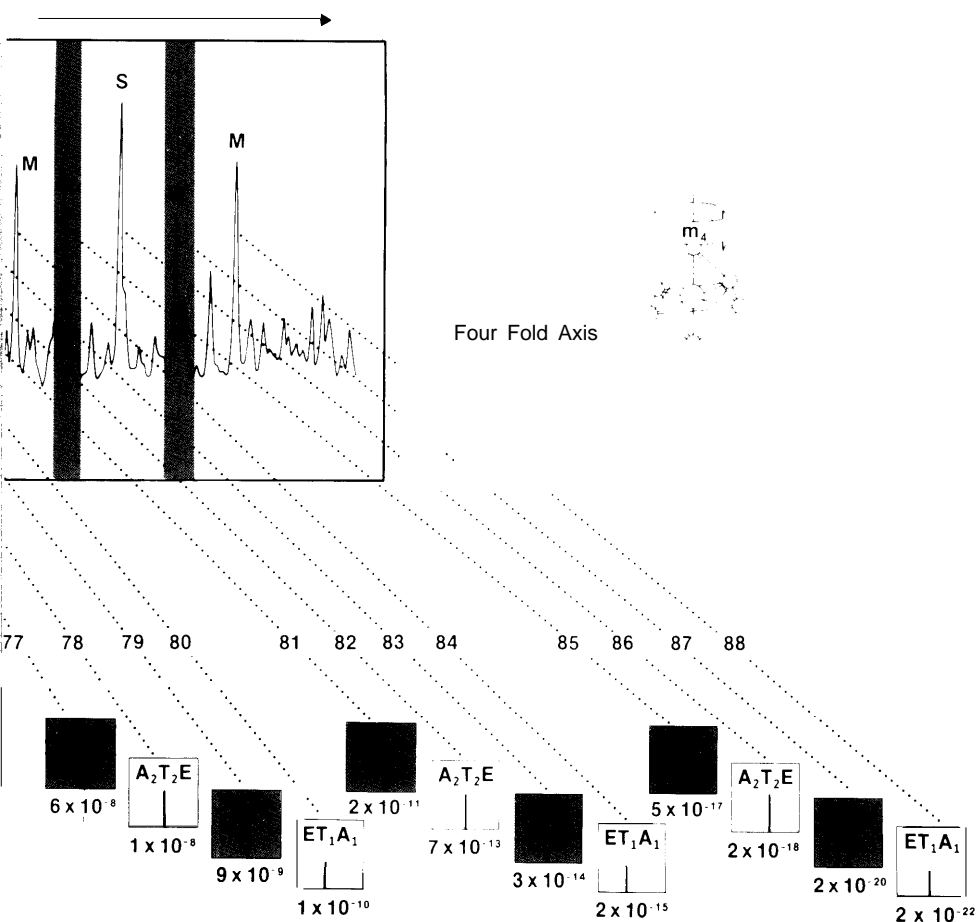 S
M
M
m₄
Four Fold Axis
77 78 79 80 81 82 83 84 85 86 87 88
6 x 10⁻⁸
A₂T₂E
1 x 10⁻⁸
9 x 10⁻⁹
ET₁A₁
1 x 10⁻¹⁰
2 x 10⁻¹¹
A₂T₂E
7 x 10⁻¹³
3 x 10⁻¹⁴
ET₁A₁
2 x 10⁻¹⁵
5 x 10⁻¹⁷
A₂T₂E
2 x 10⁻¹⁸
2 x 10⁻²⁰
ET₁A₁
2 x 10⁻²²